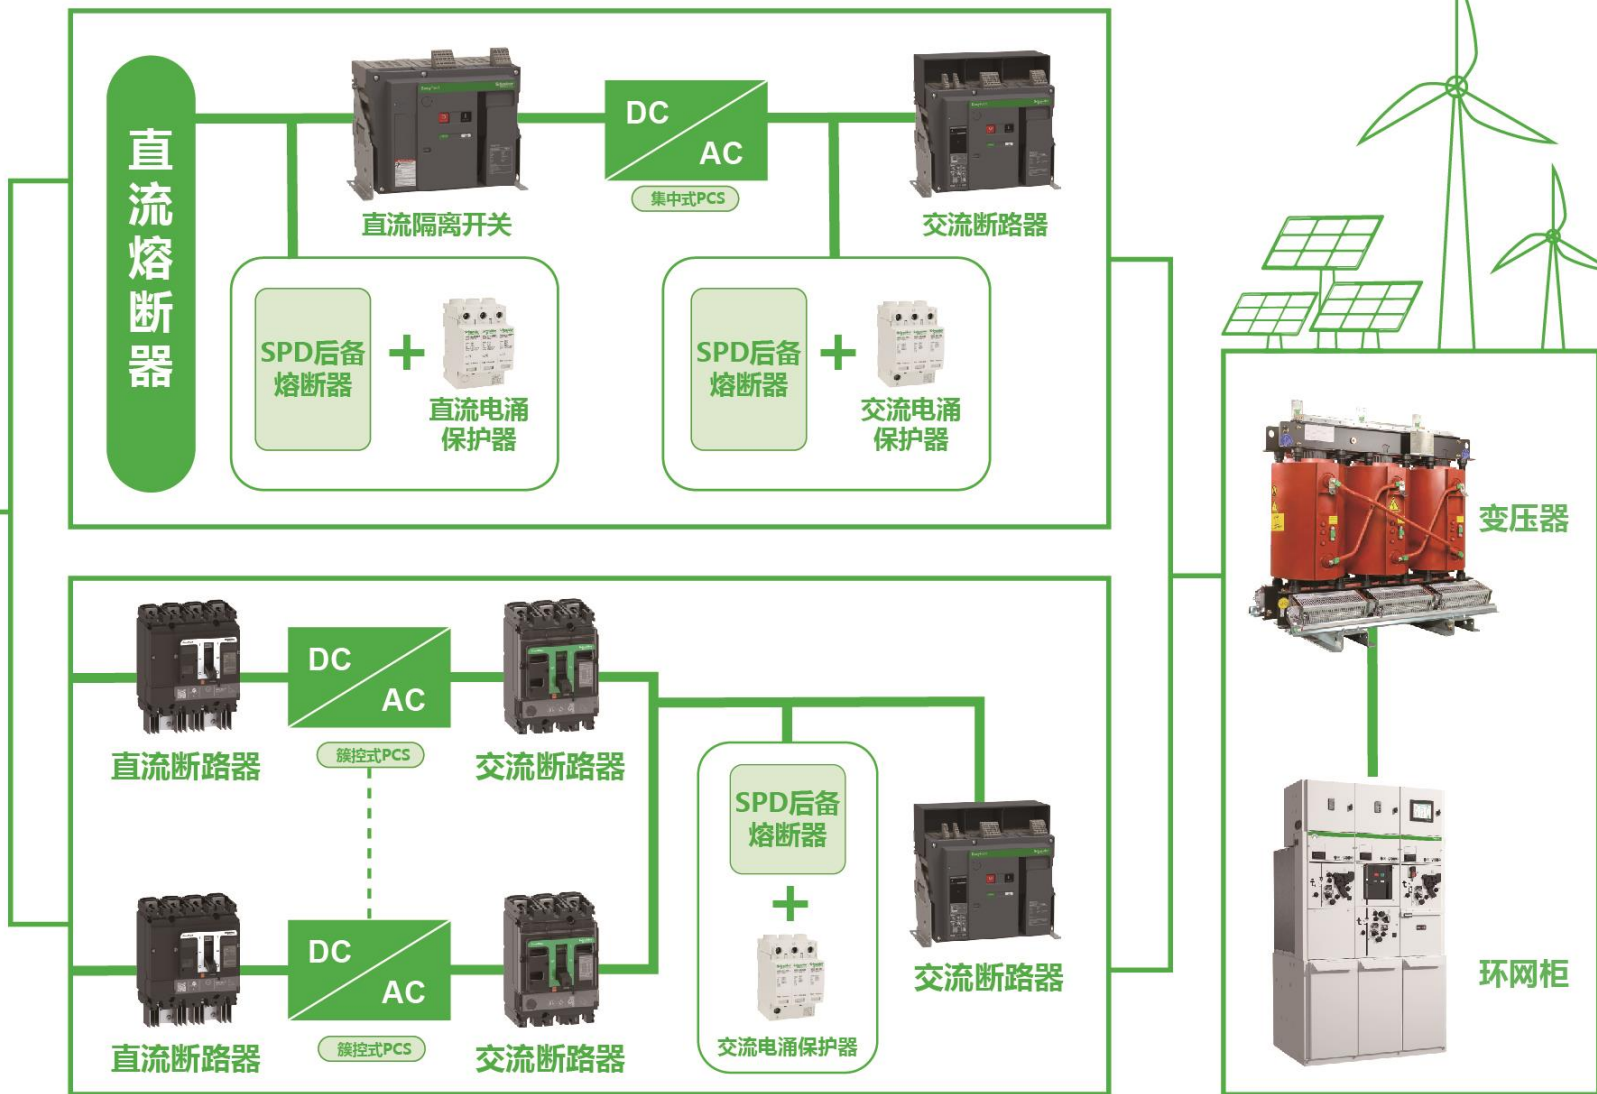 直流熔断器
直流隔离开关
DC
AC
集中式PCS
交流断路器
SPD后备
熔断器
+
直流电涌
保护器
SPD后备
熔断器
+
交流电涌
保护器
直流断路器
DC
AC
簇控式PCS
交流断路器
直流断路器
DC
AC
簇控式PCS
交流断路器
SPD后备
熔断器
+
交流电涌保护器
交流断路器
变压器
环网柜